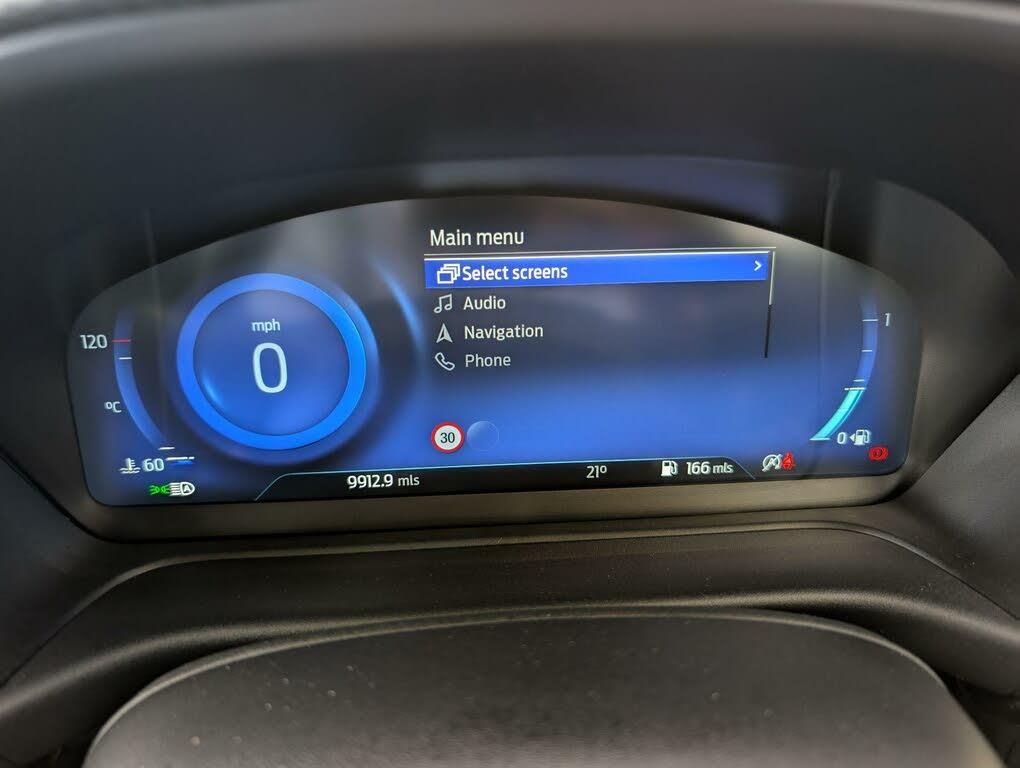 Main menu
Select screens
Audio
Navigation
Phone
mph
0
120
°C
60
30
1
0
9912.9 mls
21°
166 mls
A